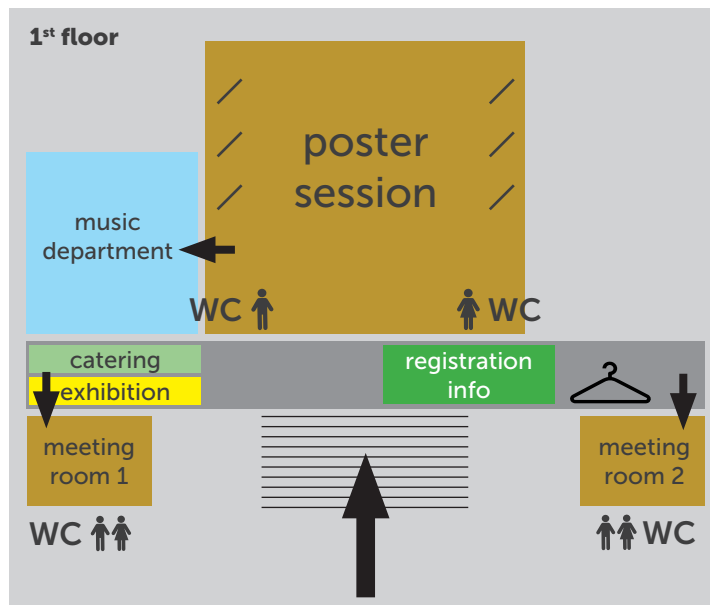 1st floor
poster
session
music
department
WC
WC
catering
exhibition
registration
info
meeting
room 1
meeting
room 2
WC
WC